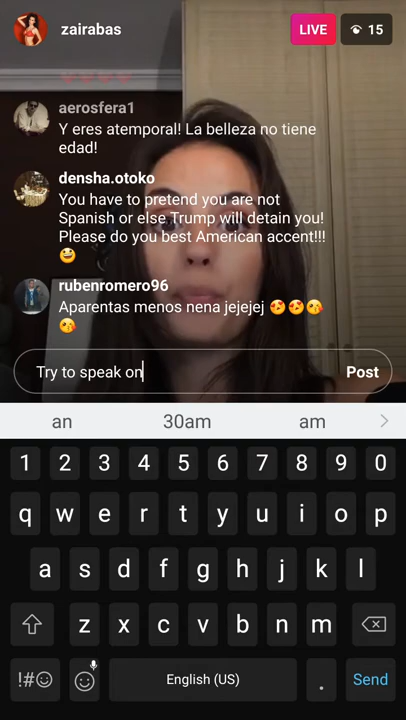 zairabas
LIVE
15
aerosfera1
Y eres atemporal! La belleza no tiene
edad!
densha.otoko
You have to pretend you are not
Spanish or else Trump will detain you!
Please do you best American accent!!!
😅
rubenromero96
Aparentas menos nena jejejej 😍😍😘
😘
Try to speak on
Post
an 30am am
1 2 3 4 5 6 7 8 9 0
q w e r t y u i o p
a s d f g h j k l
z x c v b n m
!#☺ English (US) . Send